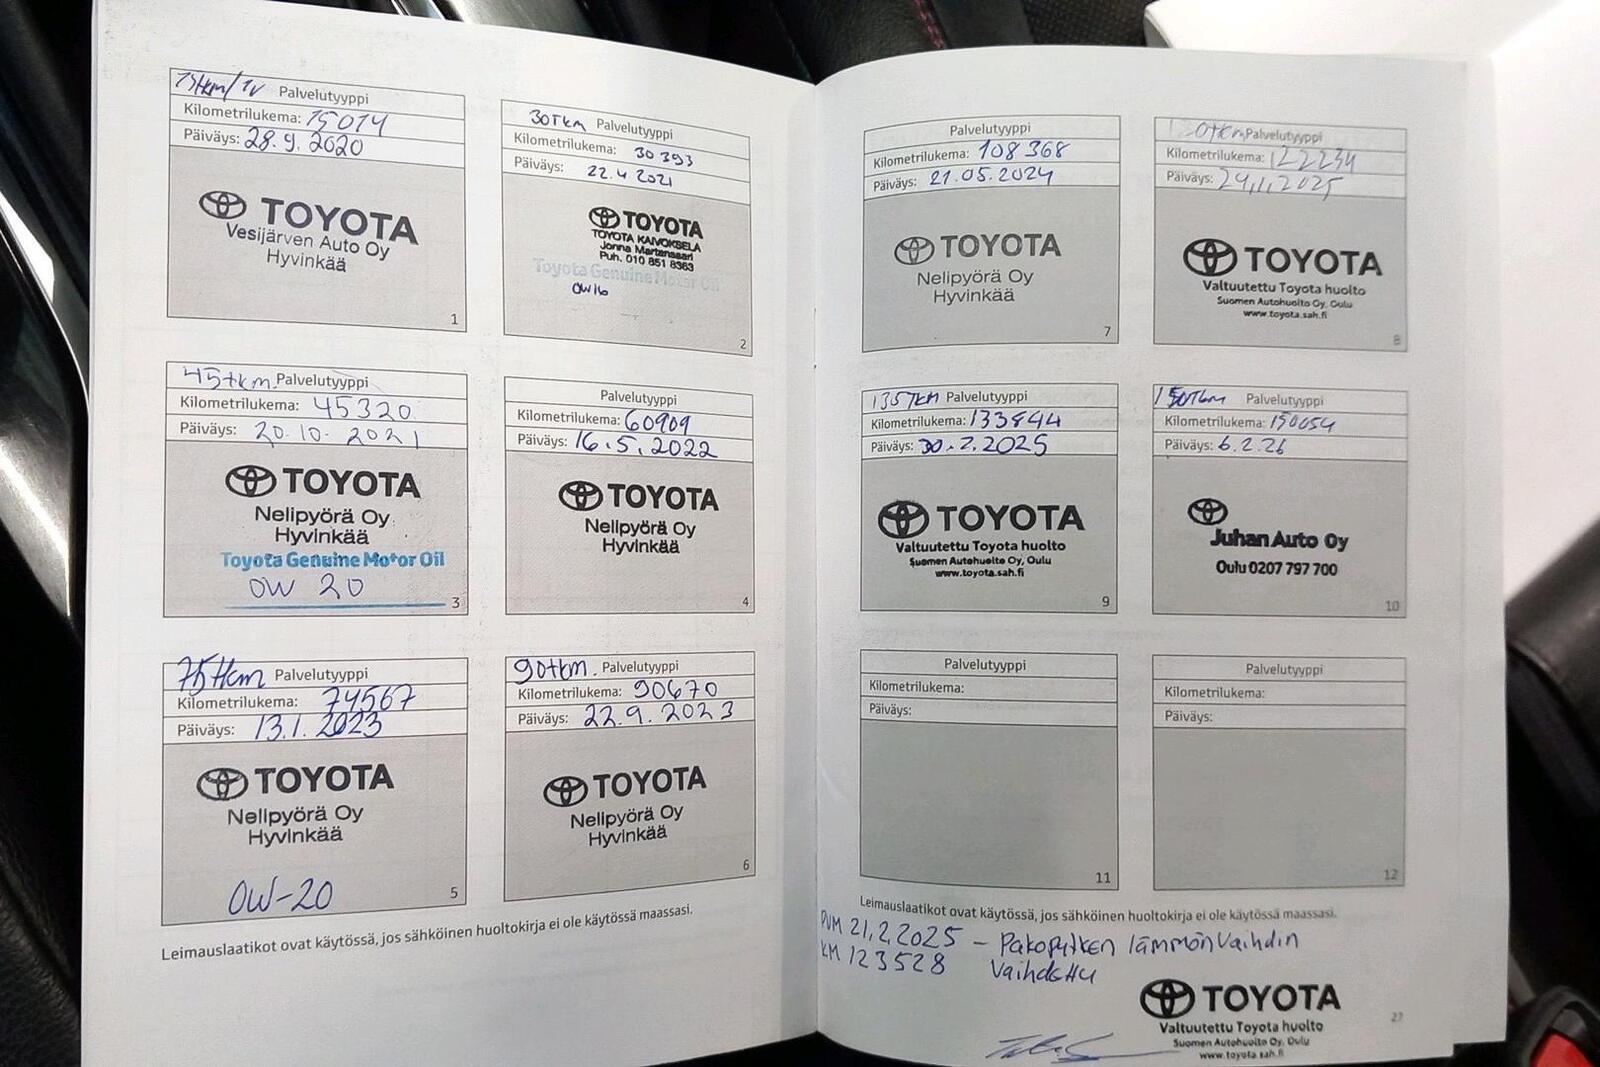 15tkm/1v Palvelutyyppi
Kilometrilukema: 15014
Päiväys: 28.9.2020
TOYOTA
Vesijärven Auto Oy
Hyvinkää
1
30Tkm Palvelutyyppi
Kilometrilukema: 30 393
Päiväys: 22.4 2021
TOYOTA
TOYOTA KAIVOKSELA
Jonna Martansaari
Puh. 010 851 8363
Toyota Genuine Motor Oil
0W16
2
45tkm. Palvelutyyppi
Kilometrilukema: 45320
Päiväys: 20.10.2021
TOYOTA
Nelipyörä Oy
Hyvinkää
Toyota Genuine Motor Oil
0W 20
3
Palvelutyyppi
Kilometrilukema: 60909
Päiväys: 16.5.2022
TOYOTA
Nelipyörä Oy
Hyvinkää
4
75tkm Palvelutyyppi
Kilometrilukema: 74567
Päiväys: 13.1.2023
TOYOTA
Nelipyörä Oy
Hyvinkää
0W-20
5
90tkm. Palvelutyyppi
Kilometrilukema: 90670
Päiväys: 22.9.2023
TOYOTA
Nelipyörä Oy
Hyvinkää
6
Leimauslaatikot ovat käytössä, jos sähköinen huoltokirja ei ole käytössä maassasi.
Palvelutyyppi
Kilometrilukema: 108 368
Päiväys: 21.05.2024
TOYOTA
Nelipyörä Oy
Hyvinkää
7
120tkm Palvelutyyppi
Kilometrilukema: 122234
Päiväys: 24.1.2025
TOYOTA
Valtuutettu Toyota huolto
Suomen Autohuolto Oy, Oulu
www.toyota.sah.fi
8
135TKM Palvelutyyppi
Kilometrilukema: 133844
Päiväys: 30.7.2025
TOYOTA
Valtuutettu Toyota huolto
Suomen Autohuolto Oy, Oulu
www.toyota.sah.fi
9
150Tkm Palvelutyyppi
Kilometrilukema: 150054
Päiväys: 6.2.26
Juhan Auto Oy
Oulu 0207 797 700
10
Palvelutyyppi
Kilometrilukema:
Päiväys:
11
Palvelutyyppi
Kilometrilukema:
Päiväys:
12
Leimauslaatikot ovat käytössä, jos sähköinen huoltokirja ei ole käytössä maassasi.
PVM 21.2.2025 – Pakoputken lämmönvaihdin
KM 123528 vaihdettu
TOYOTA
Valtuutettu Toyota huolto
Suomen Autohuolto Oy, Oulu
www.toyota.sah.fi
27